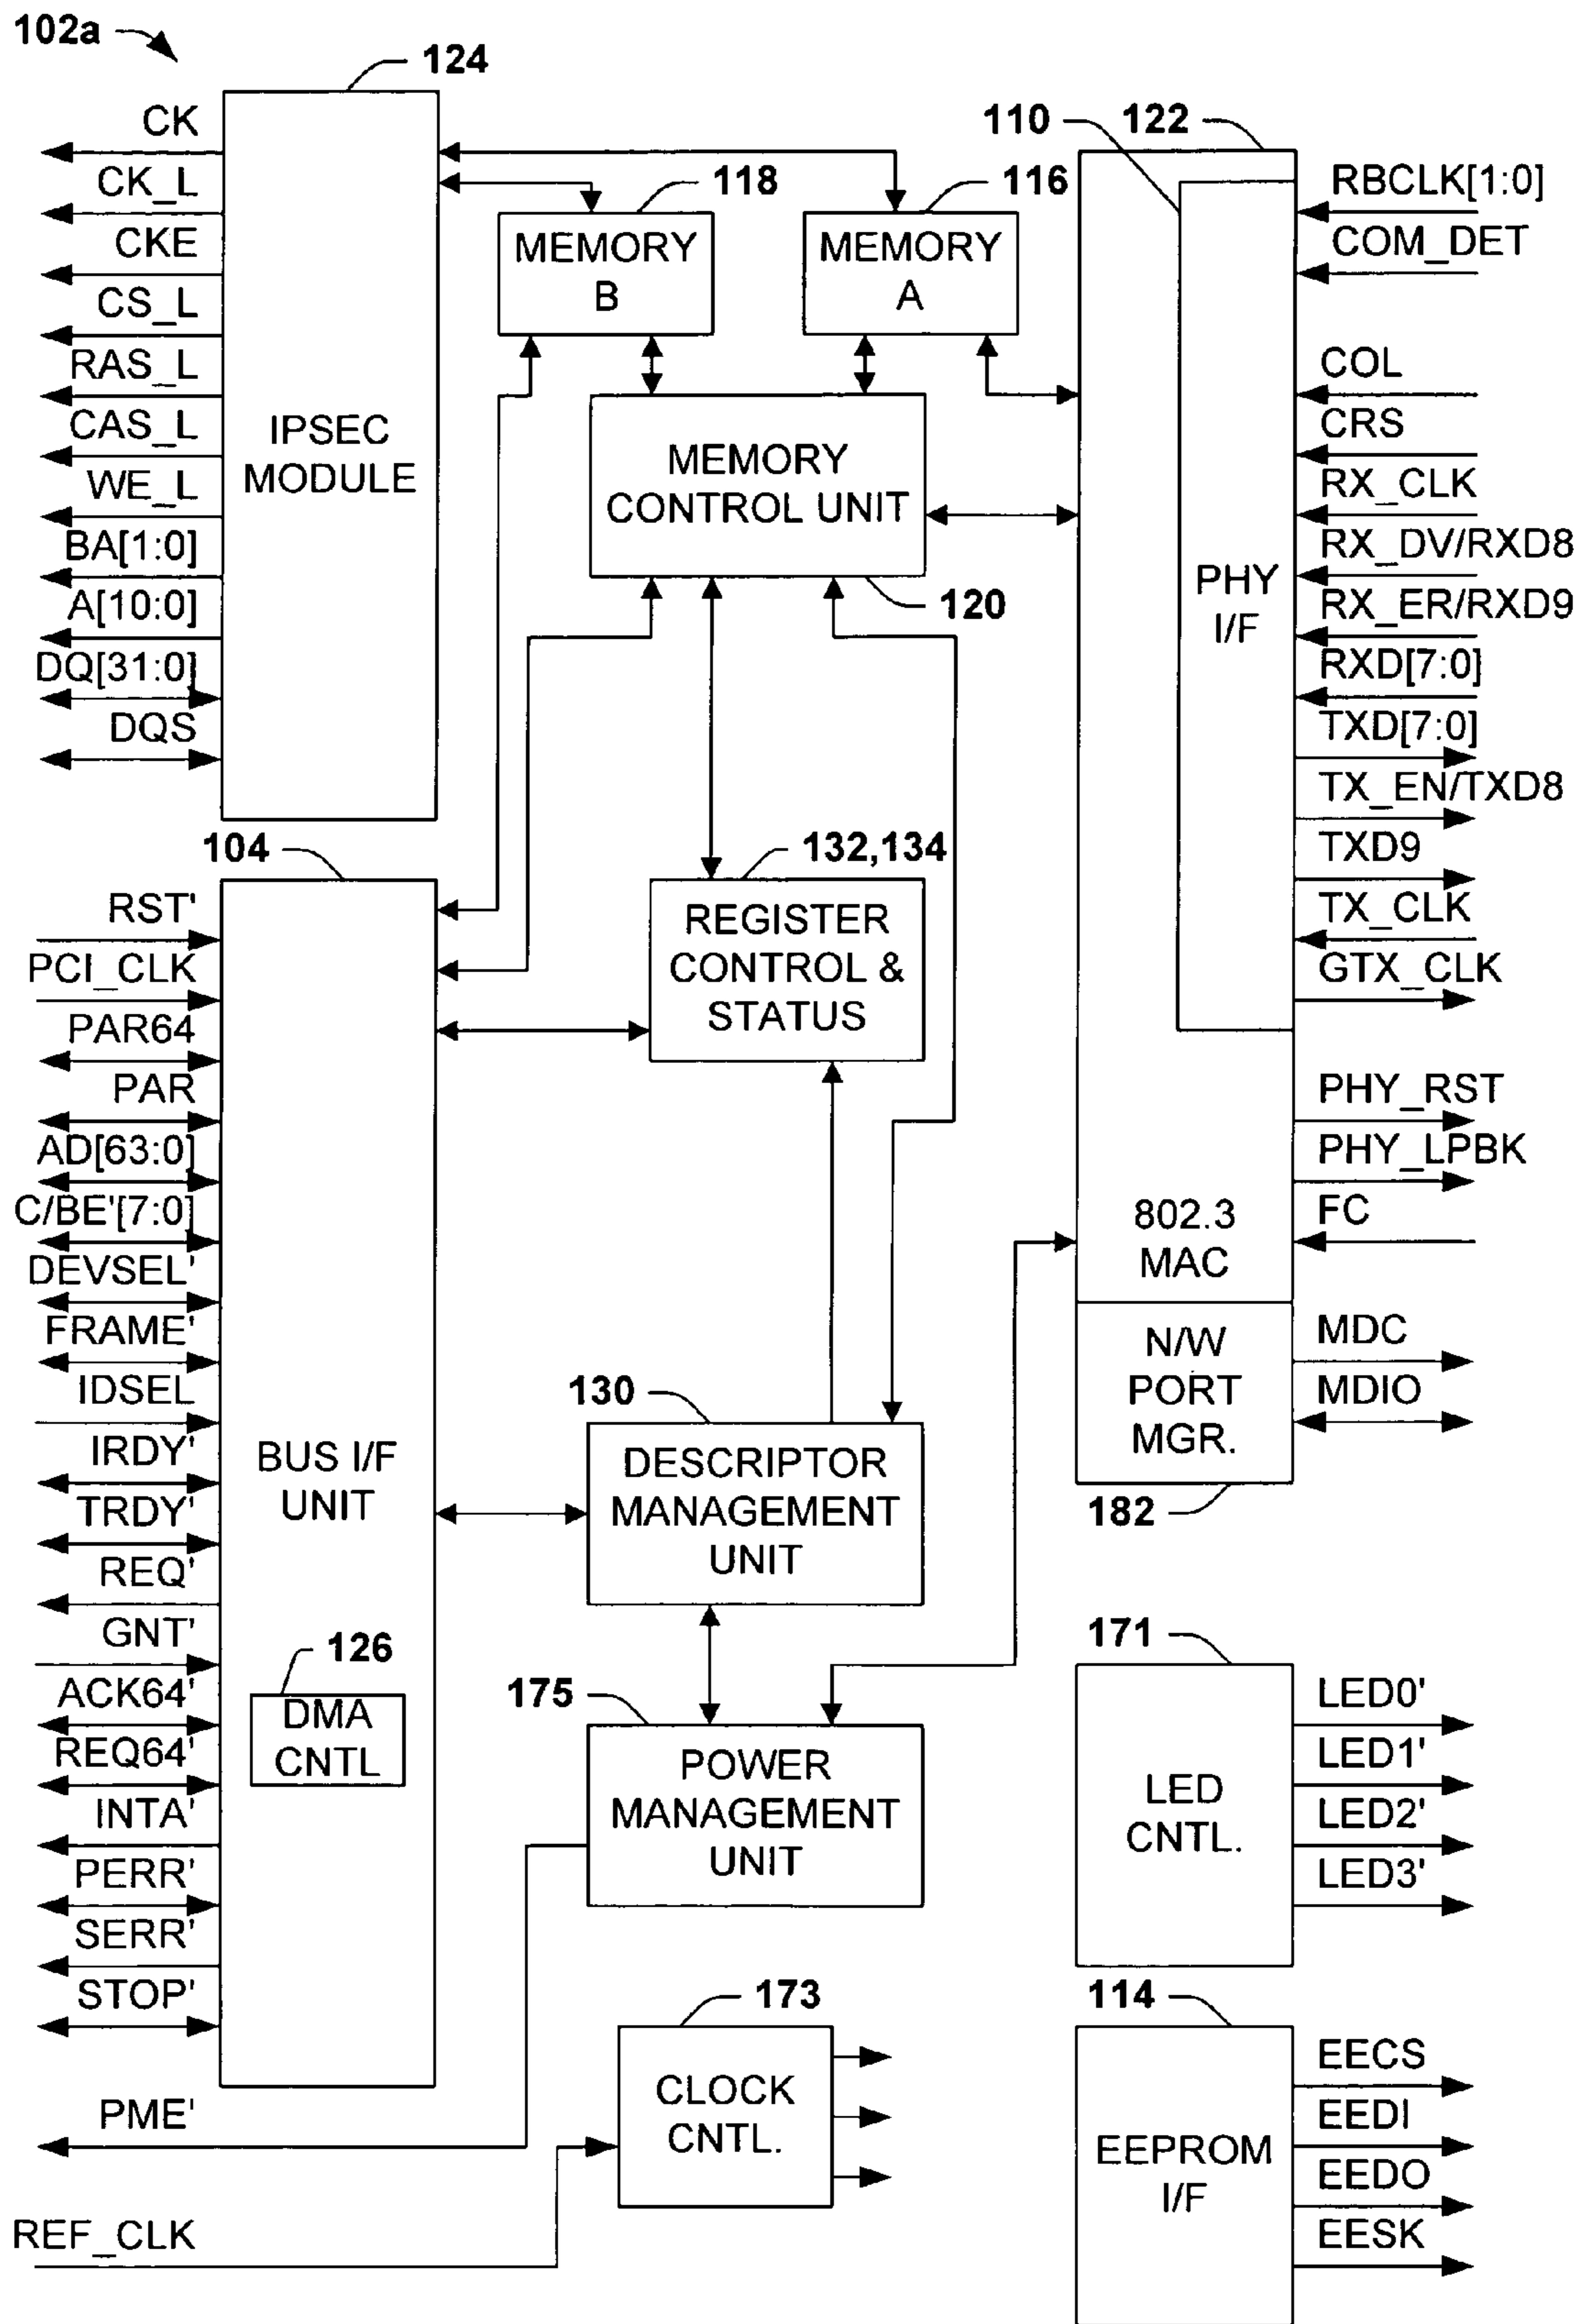 102a
124
CK
CK_L
CKE
CS_L
RAS_L
CAS_L
WE_L
BA[1:0]
A[10:0]
DQ[31:0]
DQS
IPSEC
MODULE
118
MEMORY
B
116
MEMORY
A
MEMORY
CONTROL UNIT
120
110
122
PHY
I/F
RBCLK[1:0]
COM_DET
COL
CRS
RX_CLK
RX_DV/RXD8
RX_ER/RXD9
RXD[7:0]
TXD[7:0]
TX_EN/TXD8
TXD9
TX_CLK
GTX_CLK
PHY_RST
PHY_LPBK
FC
802.3
MAC
N/W
PORT
MGR.
182
MDC
MDIO
104
RST'
PCI_CLK
PAR64
PAR
AD[63:0]
C/BE'[7:0]
DEVSEL'
FRAME'
IDSEL
IRDY'
TRDY'
REQ'
GNT'
ACK64'
REQ64'
INTA'
PERR'
SERR'
STOP'
PME'
REF_CLK
BUS I/F
UNIT
126
DMA
CNTL
132,134
REGISTER
CONTROL &
STATUS
130
DESCRIPTOR
MANAGEMENT
UNIT
175
POWER
MANAGEMENT
UNIT
173
CLOCK
CNTL.
171
LED
CNTL.
LED0'
LED1'
LED2'
LED3'
114
EEPROM
I/F
EECS
EEDI
EEDO
EESK